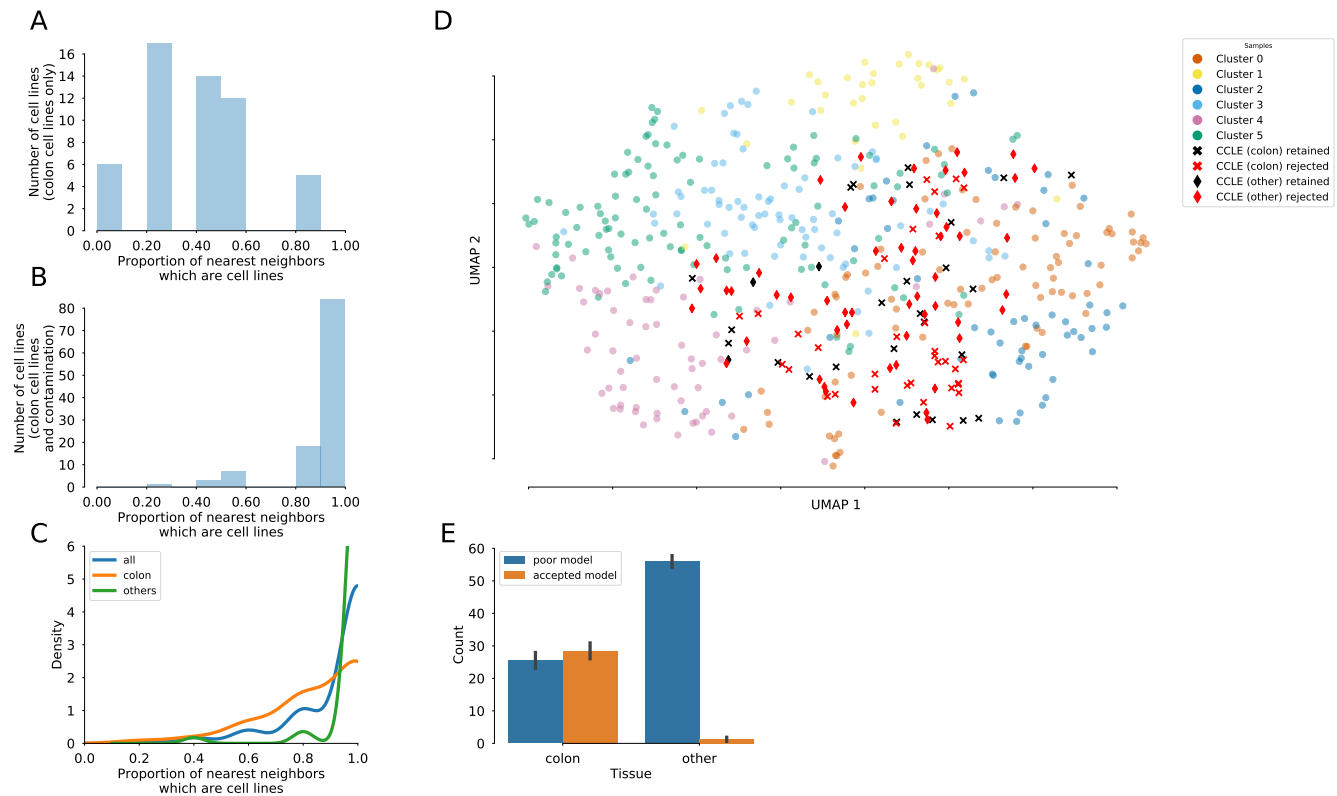 A
Number of cell lines
(colon cell lines only)
16
14
12
10
8
6
4
2
0
0.00
0.20
0.40
0.60
0.80
1.00
Proportion of nearest neighbors
which are cell lines
B
Number of cell lines
(colon cell lines
and contamination)
80
70
60
50
40
30
20
10
0
0.00
0.20
0.40
0.60
0.80
1.00
Proportion of nearest neighbors
which are cell lines
C
Density
6
5
4
3
2
1
0
all
colon
others
0.0
0.2
0.4
0.6
0.8
1.0
Proportion of nearest neighbors
which are cell lines
D
UMAP 2
UMAP 1
Samples
Cluster 0
Cluster 1
Cluster 2
Cluster 3
Cluster 4
Cluster 5
CCLE (colon) retained
CCLE (colon) rejected
CCLE (other) retained
CCLE (other) rejected
E
Count
60
50
40
30
20
10
0
poor model
accepted model
colon
other
Tissue